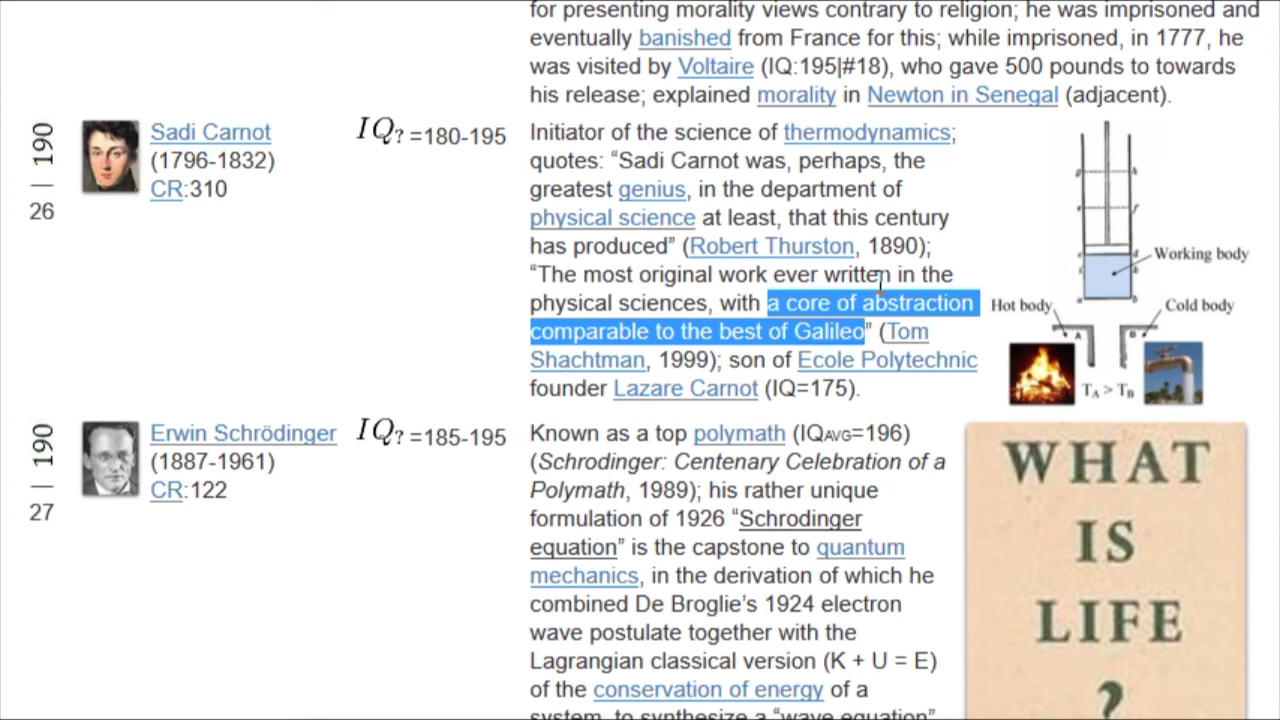 for presenting morality views contrary to religion; he was imprisoned and
eventually banished from France for this; while imprisoned, in 1777, he
was visited by Voltaire (IQ:195|#18), who gave 500 pounds to towards
his release; explained morality in Newton in Senegal (adjacent).
190
|
26
Sadi Carnot
(1796-1832)
CR:310
IQ?=180-195
Initiator of the science of thermodynamics;
quotes: “Sadi Carnot was, perhaps, the
greatest genius, in the department of
physical science at least, that this century
has produced” (Robert Thurston, 1890);
“The most original work ever written in the
physical sciences, with a core of abstraction
comparable to the best of Galileo” (Tom
Shachtman, 1999); son of Ecole Polytechnic
founder Lazare Carnot (IQ=175).
Working body
Hot body
Cold body
A
B
TA > TB
190
|
27
Erwin Schrödinger
(1887-1961)
CR:122
IQ?=185-195
Known as a top polymath (IQAVG=196)
(Schrodinger: Centenary Celebration of a
Polymath, 1989); his rather unique
formulation of 1926 “Schrodinger
equation” is the capstone to quantum
mechanics, in the derivation of which he
combined De Broglie’s 1924 electron
wave postulate together with the
Lagrangian classical version (K + U = E)
of the conservation of energy of a
system, to synthesize a “wave equation”
WHAT
IS
LIFE
?